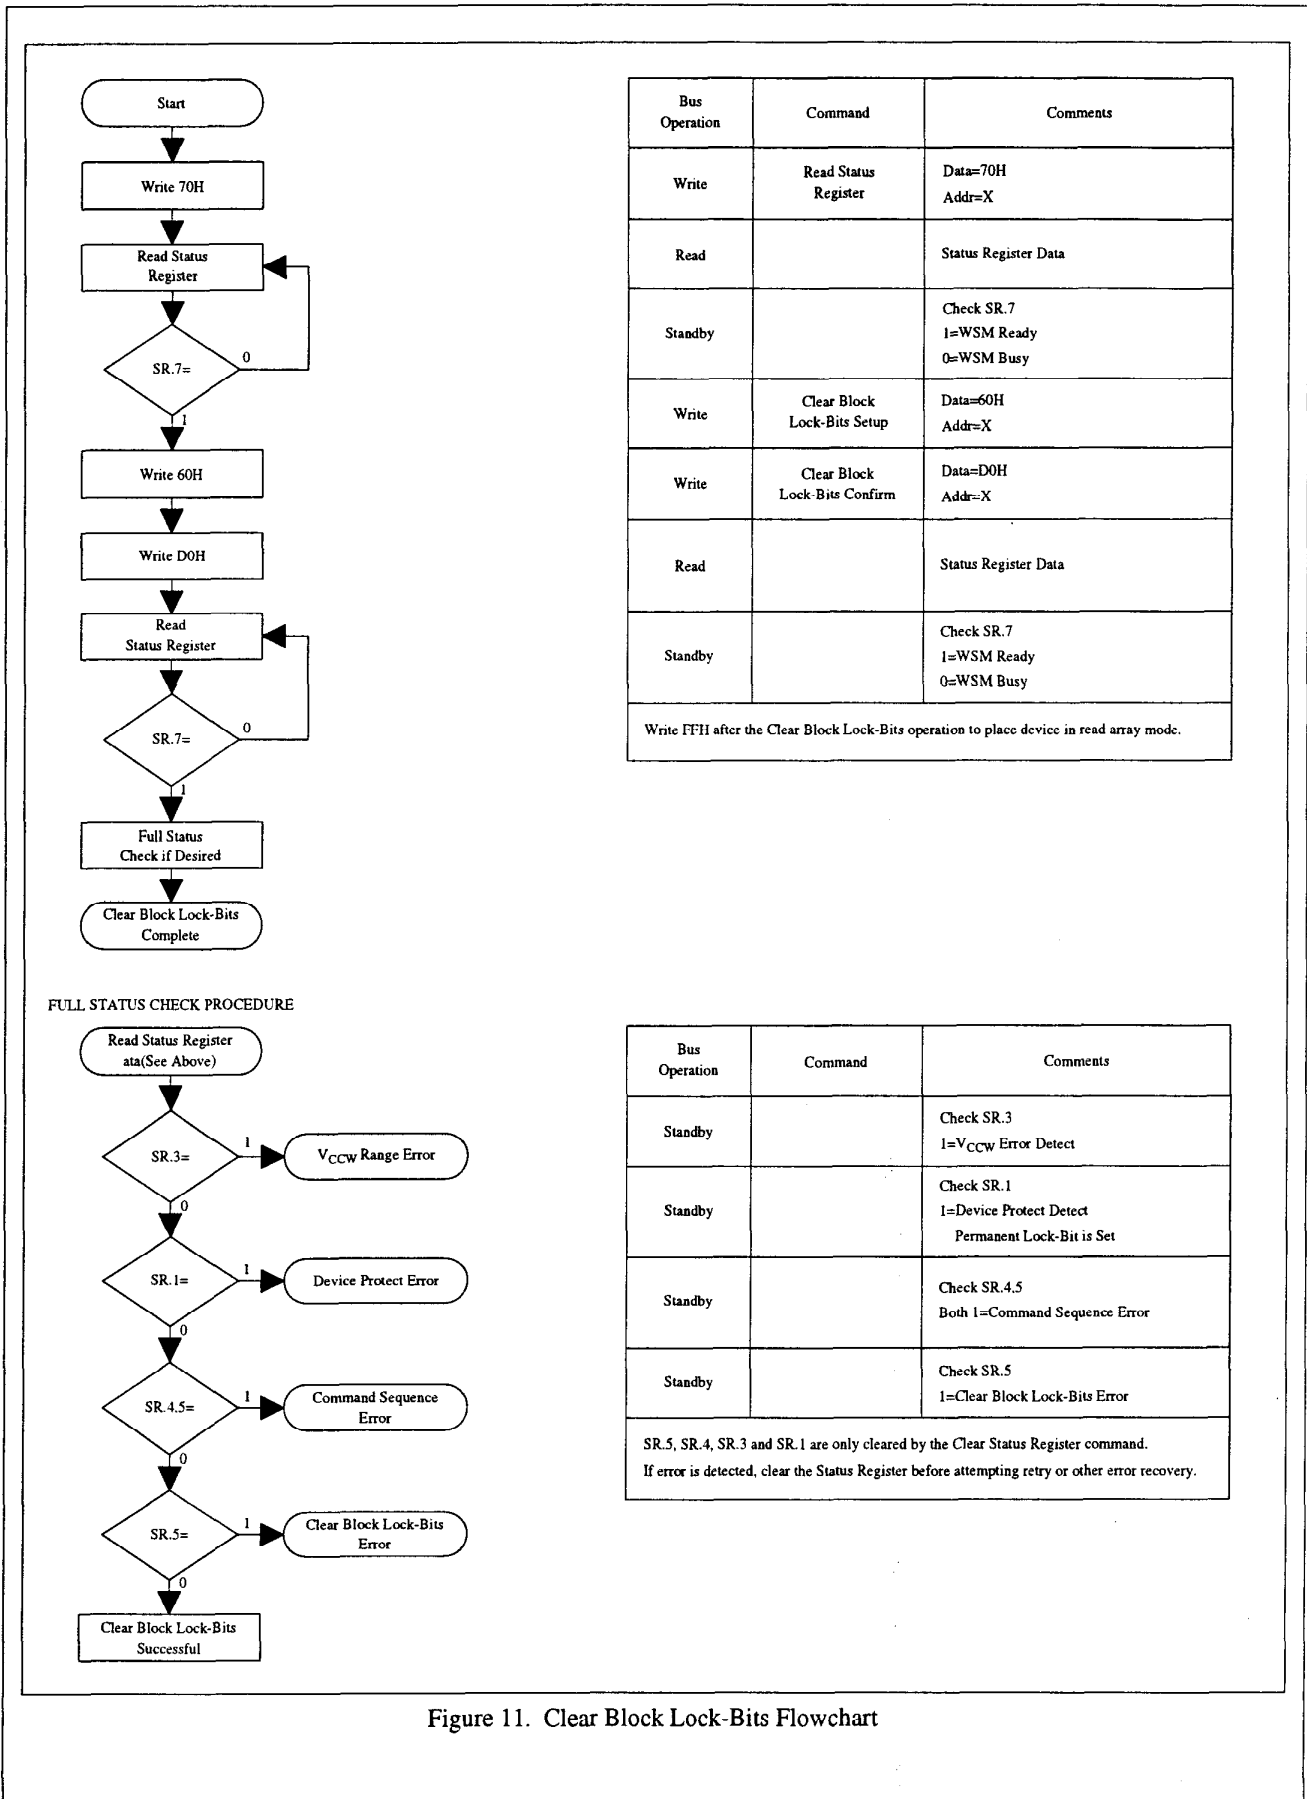 Start
Write 70H
Read Status
Register
SR.7=
0
1
Write 60H
Write D0H
Read
Status Register
SR.7=
0
1
Full Status
Check if Desired
Clear Block Lock-Bits
Complete
Bus
Operation
Command
Comments
Write
Read Status
Register
Data=70H
Addr=X
Read
Status Register Data
Standby
Check SR.7
1=WSM Ready
0=WSM Busy
Write
Clear Block
Lock-Bits Setup
Data=60H
Addr=X
Write
Clear Block
Lock-Bits Confirm
Data=D0H
Addr=X
Read
Status Register Data
Standby
Check SR.7
1=WSM Ready
0=WSM Busy
Write FFH after the Clear Block Lock-Bits operation to place device in read array mode.
FULL STATUS CHECK PROCEDURE
Read Status Register
ata(See Above)
SR.3=
1
VCCW Range Error
0
SR.1=
1
Device Protect Error
0
SR.4,5=
1
Command Sequence
Error
0
SR.5=
1
Clear Block Lock-Bits
Error
0
Clear Block Lock-Bits
Successful
Bus
Operation
Command
Comments
Standby
Check SR.3
1=VCCW Error Detect
Standby
Check SR.1
1=Device Protect Detect
Permanent Lock-Bit is Set
Standby
Check SR.4,5
Both 1=Command Sequence Error
Standby
Check SR.5
1=Clear Block Lock-Bits Error
SR.5, SR.4, SR.3 and SR.1 are only cleared by the Clear Status Register command.
If error is detected, clear the Status Register before attempting retry or other error recovery.
Figure 11. Clear Block Lock-Bits Flowchart